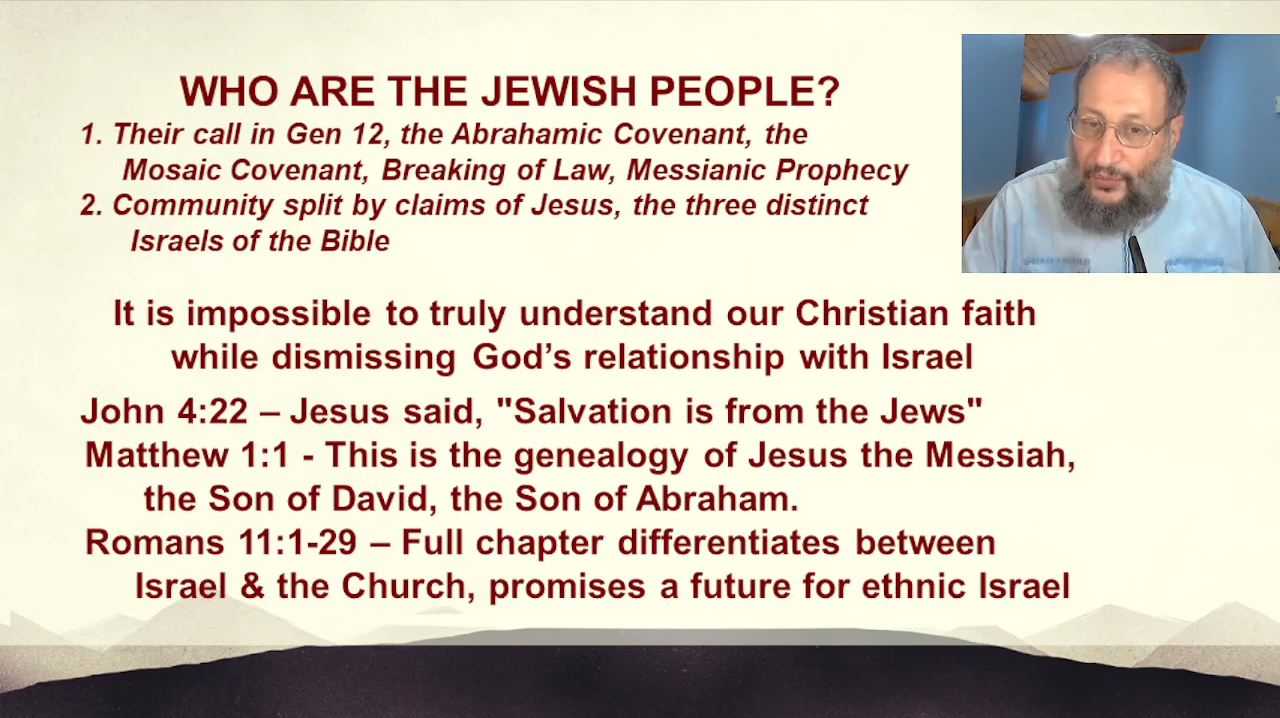 WHO ARE THE JEWISH PEOPLE?
1. Their call in Gen 12, the Abrahamic Covenant, the
Mosaic Covenant, Breaking of Law, Messianic Prophecy
2. Community split by claims of Jesus, the three distinct
Israels of the Bible
It is impossible to truly understand our Christian faith
while dismissing God’s relationship with Israel
John 4:22 – Jesus said, "Salvation is from the Jews"
Matthew 1:1 - This is the genealogy of Jesus the Messiah,
the Son of David, the Son of Abraham.
Romans 11:1-29 – Full chapter differentiates between
Israel & the Church, promises a future for ethnic Israel